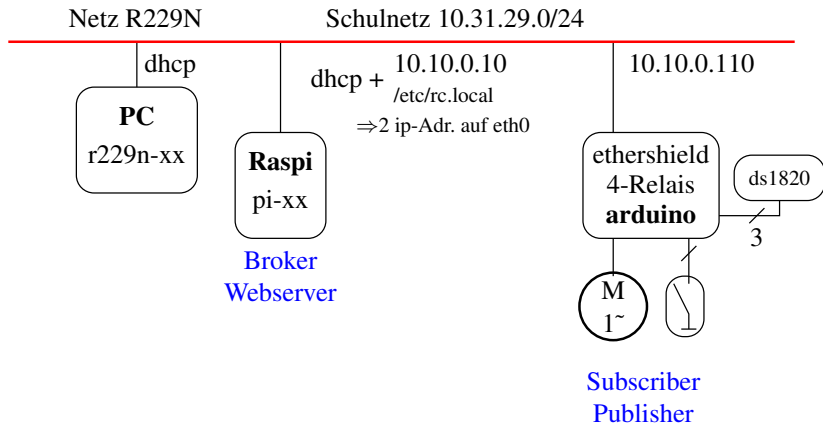 Netz R229N
Schulnetz 10.31.29.0/24
dhcp
dhcp + 10.10.0.10
/etc/rc.local
⇒2 ip-Adr. auf eth0
10.10.0.110
PC
r229n-xx
Raspi
pi-xx
Broker
Webserver
ethershield
4-Relais
arduino
ds1820
3
M
1~
Subscriber
Publisher